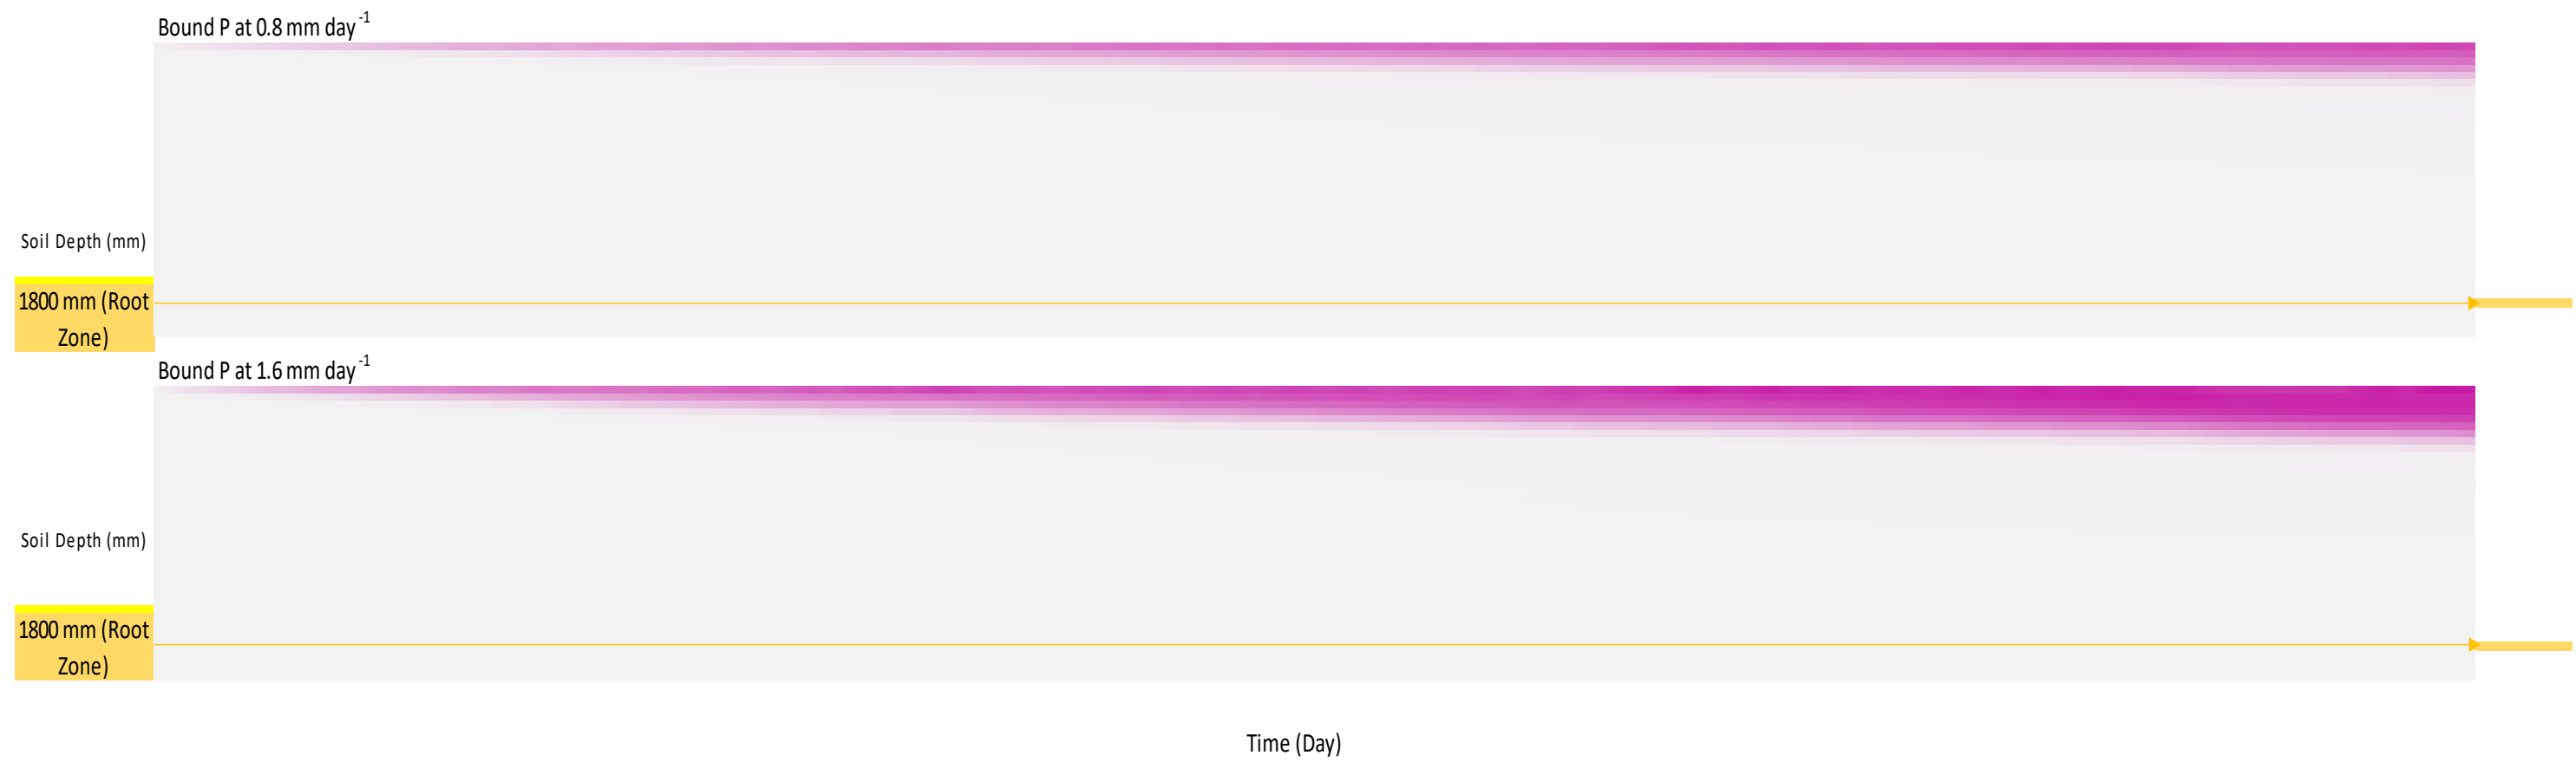 Bound P at 0.8 mm day -1
Soil Depth (mm)
1800 mm (Root
Zone)
Bound P at 1.6 mm day -1
Soil Depth (mm)
1800 mm (Root
Zone)
Time (Day)